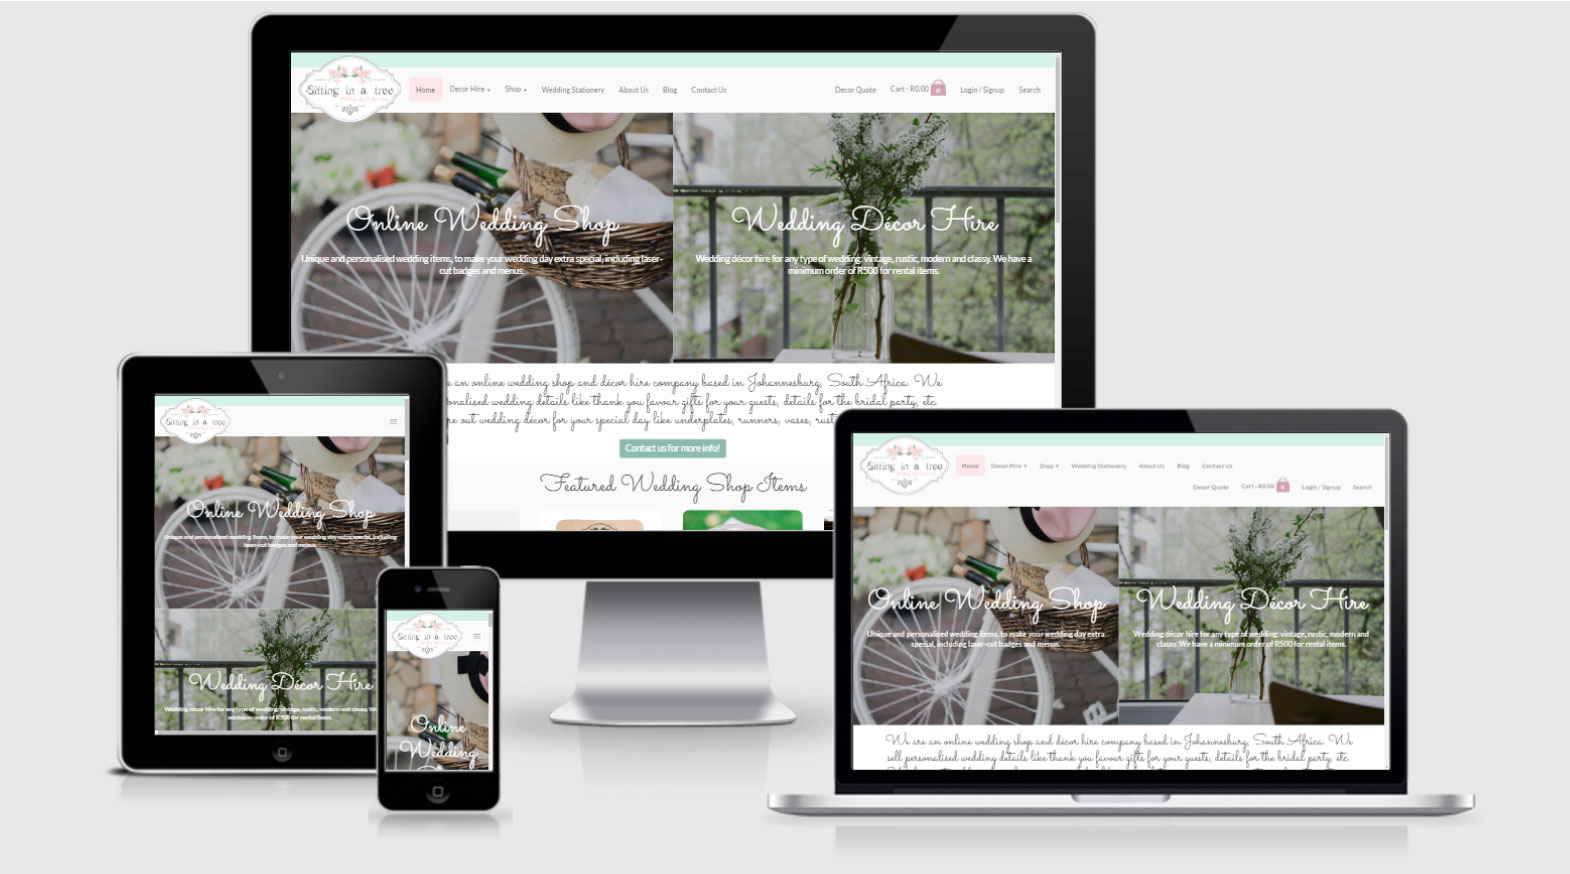 Sitting in a tree
Home
Decor Hire
Shop
Wedding Stationery
About Us
Blog
Contact Us
Decor Quote
Cart - R0.00
Login / Signup
Search
Online Wedding Shop
Unique and personalised wedding items, to make your wedding day extra special, including laser-
cut badges and menus.
Wedding Décor Hire
Wedding décor hire for any type of wedding: vintage, rustic, modern and classy. We have a
minimum order of R500 for rental items.
e an online wedding shop and décor hire company based in Johannesburg, South Africa. We
onalised wedding details like thank you favour gifts for your guests, details for the bridal party, etc.
re out wedding décor for your special day like underplates, runners, vases, rust
Contact us for more info!
Featured Wedding Shop Items
Sitting in a tree
Online Wedding Shop
Unique and personalised wedding items, to make your wedding day extra special, including
laser-cut badges and menus.
Wedding Décor Hire
Wedding décor hire for any type of wedding: vintage, rustic, modern and classy. W
minimum order of R500 for rental items.
Sitting in a tree
Online
Wedding
Sitting in a tree
Home
Decor Hire
Shop
Wedding Stationery
About Us
Blog
Contact Us
Decor Quote
Cart - R0.00
Login / Signup
Search
Online Wedding Shop
Unique and personalised wedding items, to make your wedding day extra
special, including laser-cut badges and menus.
Wedding Décor Hire
Wedding décor hire for any type of wedding: vintage, rustic, modern and
classy. We have a minimum order of R500 for rental items.
We are an online wedding shop and décor hire company based in Johannesburg, South Africa. We
sell personalised wedding details like thank you favour gifts for your guests, details for the bridal party, etc.